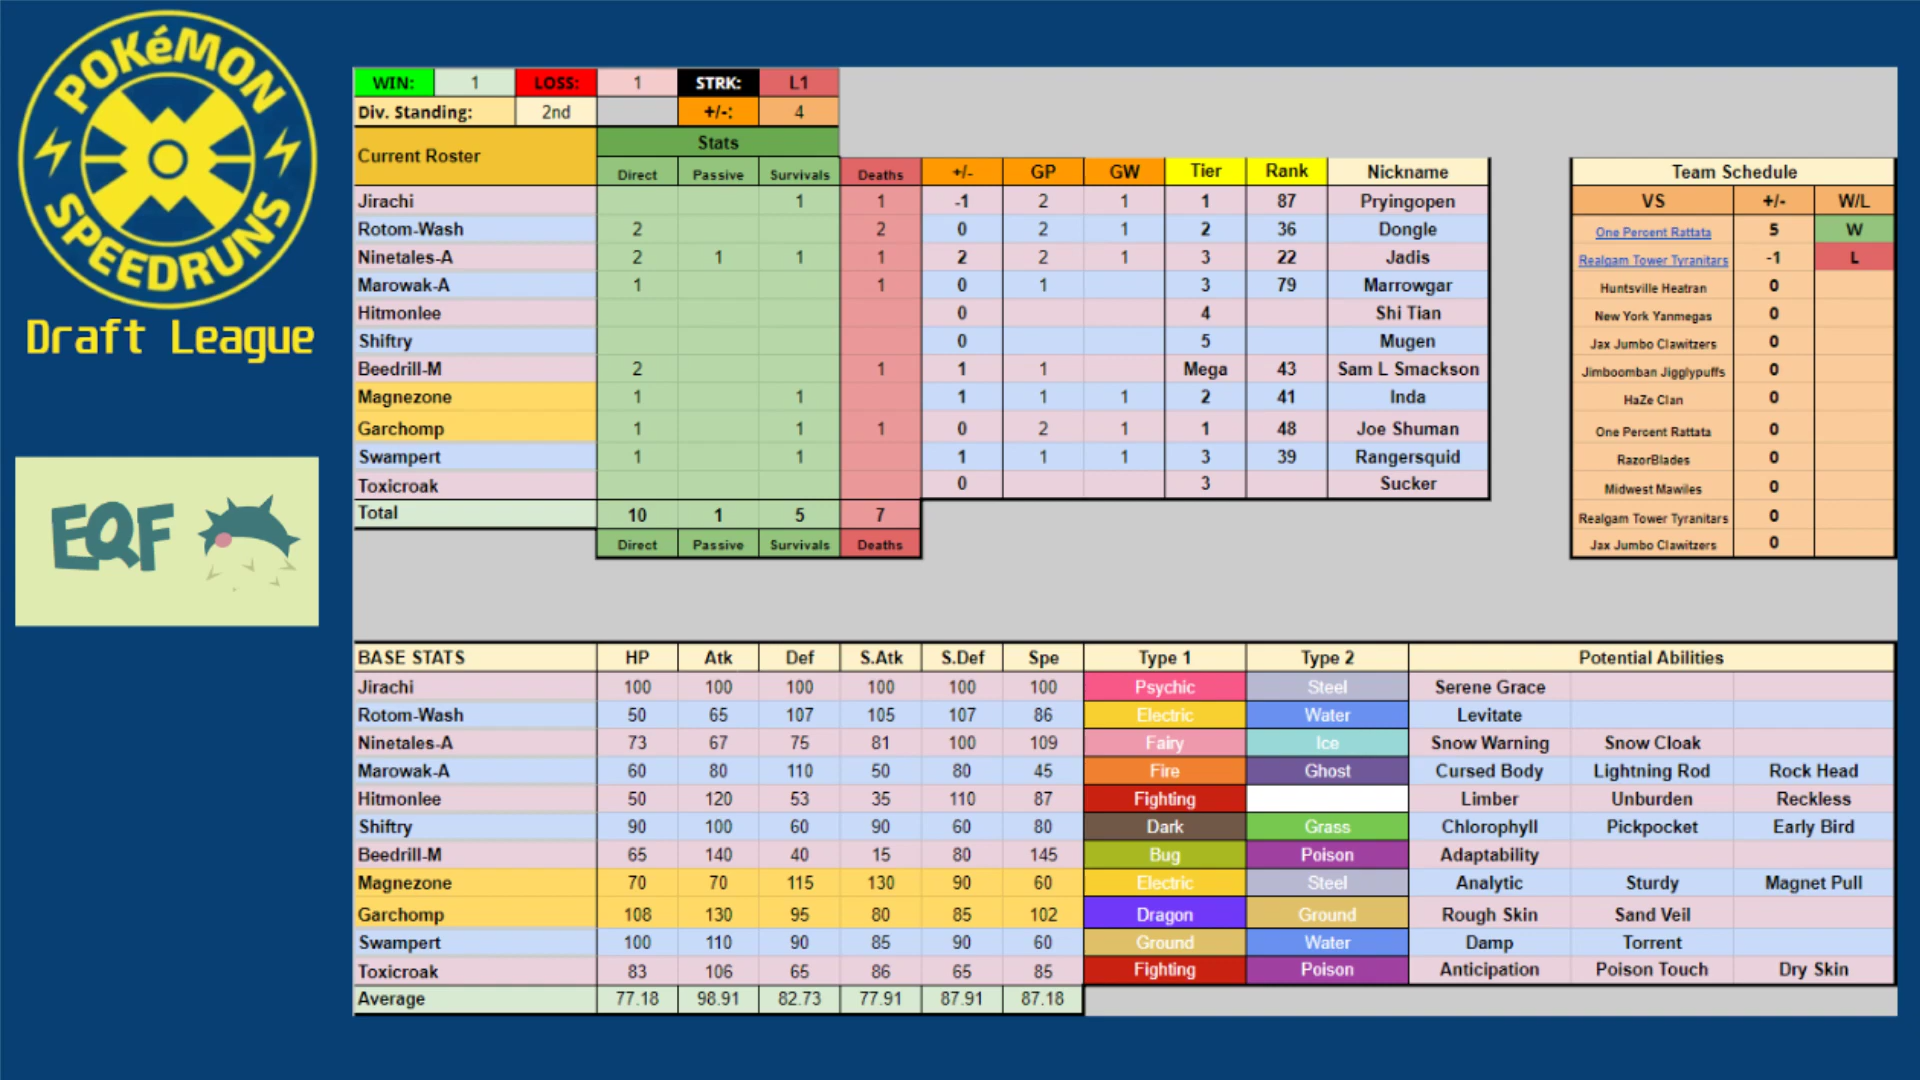 POKéMON
SPEEDRUNS
Draft League
EQF
WIN: 1 LOSS: 1 STRK: L1
Div. Standing: 2nd +/-: 4
Current Roster Stats
Direct Passive Survivals Deaths +/- GP GW Tier Rank Nickname
Jirachi 1 1 -1 2 1 1 87 Pryingopen
Rotom-Wash 2 2 0 2 1 2 36 Dongle
Ninetales-A 2 1 1 1 2 2 1 3 22 Jadis
Marowak-A 1 1 0 1 3 79 Marrowgar
Hitmonlee 0 4 Shi Tian
Shiftry 0 5 Mugen
Beedrill-M 2 1 1 1 Mega 43 Sam L Smackson
Magnezone 1 1 1 1 1 2 41 Inda
Garchomp 1 1 1 0 2 1 1 48 Joe Shuman
Swampert 1 1 1 1 1 3 39 Rangersquid
Toxicroak 0 3 Sucker
Total 10 1 5 7
Direct Passive Survivals Deaths
Team Schedule
VS +/- W/L
One Percent Rattata 5 W
Realgam Tower Tyranitars -1 L
Huntsville Heatran 0
New York Yanmegas 0
Jax Jumbo Clawitzers 0
Jimboomban Jigglypuffs 0
HaZe Clan 0
One Percent Rattata 0
RazorBlades 0
Midwest Mawiles 0
Realgam Tower Tyranitars 0
Jax Jumbo Clawitzers 0
BASE STATS HP Atk Def S.Atk S.Def Spe Type 1 Type 2 Potential Abilities
Jirachi 100 100 100 100 100 100 Psychic Steel Serene Grace
Rotom-Wash 50 65 107 105 107 86 Electric Water Levitate
Ninetales-A 73 67 75 81 100 109 Fairy Ice Snow Warning Snow Cloak
Marowak-A 60 80 110 50 80 45 Fire Ghost Cursed Body Lightning Rod Rock Head
Hitmonlee 50 120 53 35 110 87 Fighting Limber Unburden Reckless
Shiftry 90 100 60 90 60 80 Dark Grass Chlorophyll Pickpocket Early Bird
Beedrill-M 65 140 40 15 80 145 Bug Poison Adaptability
Magnezone 70 70 115 130 90 60 Electric Steel Analytic Sturdy Magnet Pull
Garchomp 108 130 95 80 85 102 Dragon Ground Rough Skin Sand Veil
Swampert 100 110 90 85 90 60 Ground Water Damp Torrent
Toxicroak 83 106 65 86 65 85 Fighting Poison Anticipation Poison Touch Dry Skin
Average 77.18 98.91 82.73 77.91 87.91 87.18